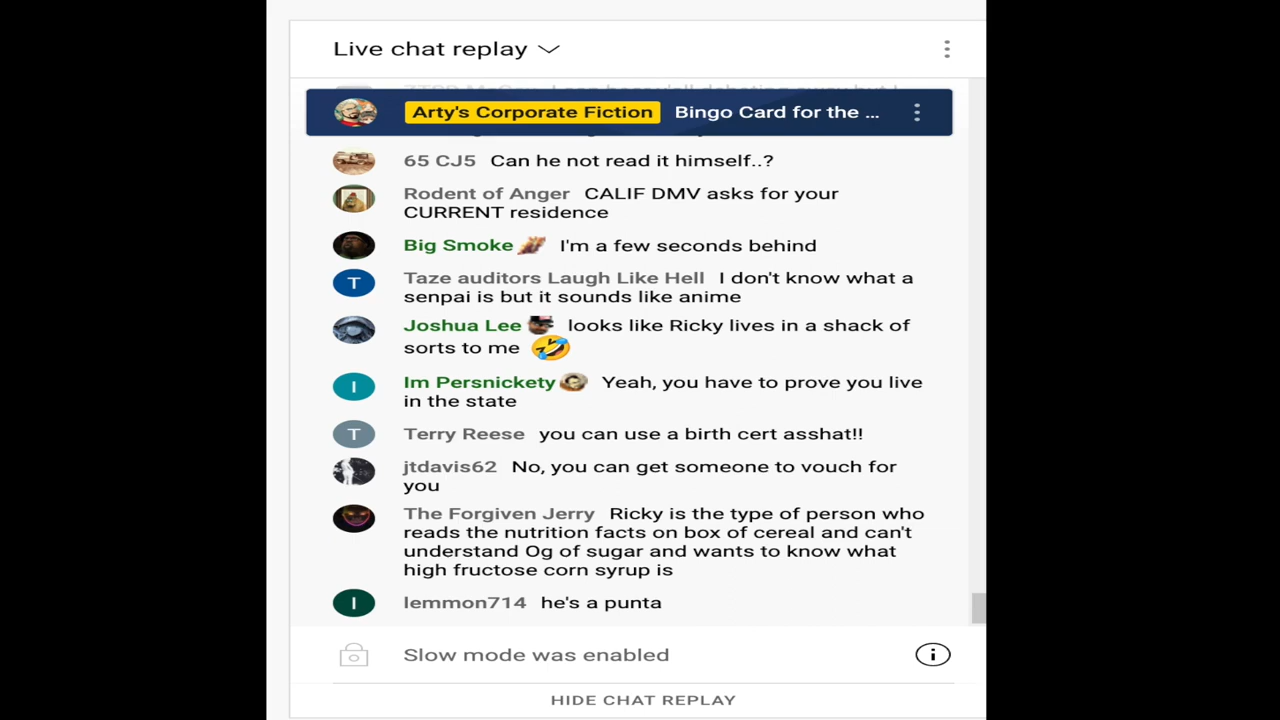 Live chat replay
Arty's Corporate Fiction Bingo Card for the ...
65 CJ5 Can he not read it himself..?
Rodent of Anger CALIF DMV asks for your
CURRENT residence
Big Smoke I'm a few seconds behind
T Taze auditors Laugh Like Hell I don't know what a
senpai is but it sounds like anime
Joshua Lee looks like Ricky lives in a shack of
sorts to me 🤣
I Im Persnickety Yeah, you have to prove you live
in the state
T Terry Reese you can use a birth cert asshat!!
jtdavis62 No, you can get someone to vouch for
you
The Forgiven Jerry Ricky is the type of person who
reads the nutrition facts on box of cereal and can't
understand Og of sugar and wants to know what
high fructose corn syrup is
l lemmon714 he's a punta
Slow mode was enabled
HIDE CHAT REPLAY